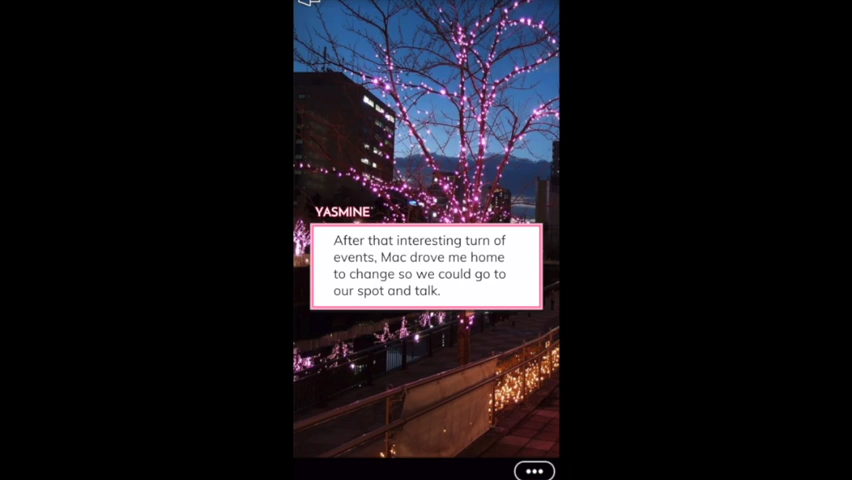 YASMINE
After that interesting turn of
events, Mac drove me home
to change so we could go to
our spot and talk.